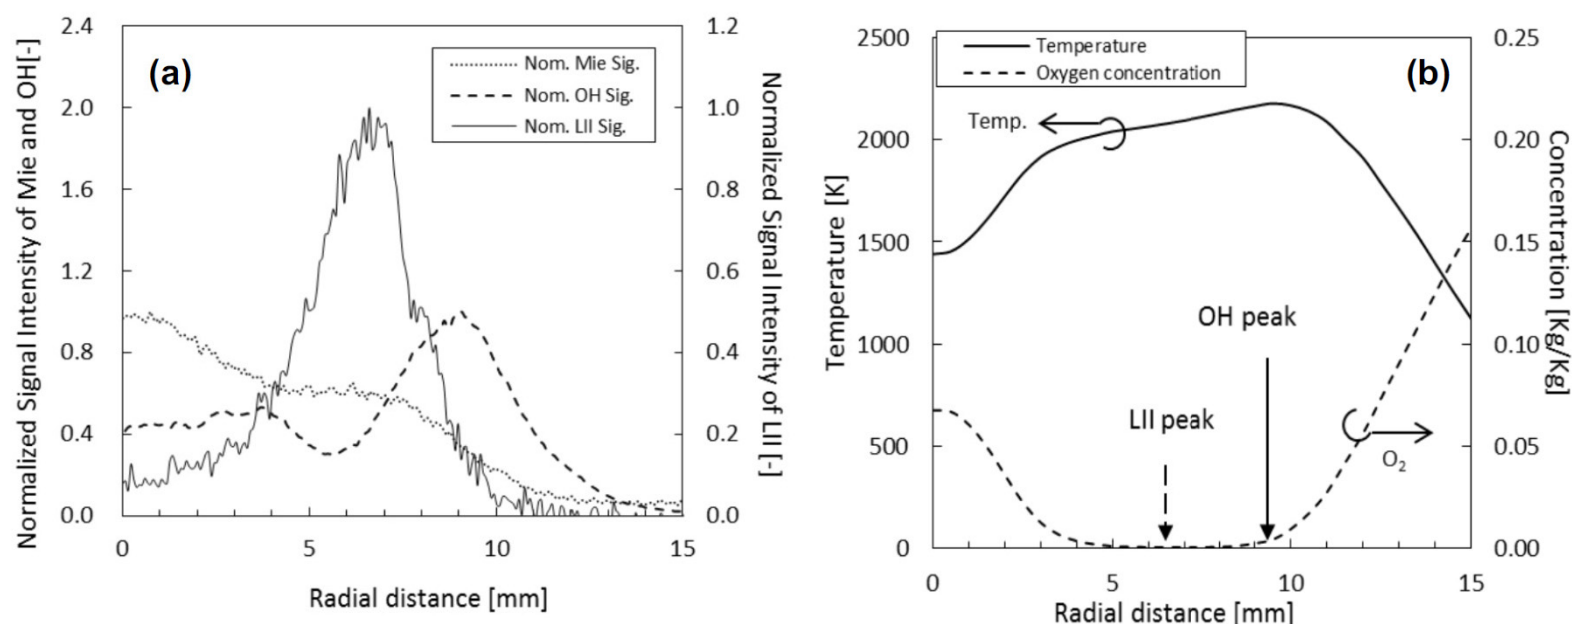 Normalized Signal Intensity of Mie and OH[-]
2.4
2.0
1.6
1.2
0.8
0.4
0.0
(a)
Nom. Mie Sig.
Nom. OH Sig.
Nom. LII Sig.
1.2
1.0
0.8
0.6
0.4
0.2
0.0
Normalized Signal Intensity of LII [-]
0 5 10 15
Radial distance [mm]
Temperature [K]
2500
2000
1500
1000
500
0
Temperature
Oxygen concentration
(b)
Temp.
OH peak
LII peak
O₂
0.25
0.20
0.15
0.10
0.05
0.00
Concentration [Kg/Kg]
0 5 10 15
Radial distance [mm]